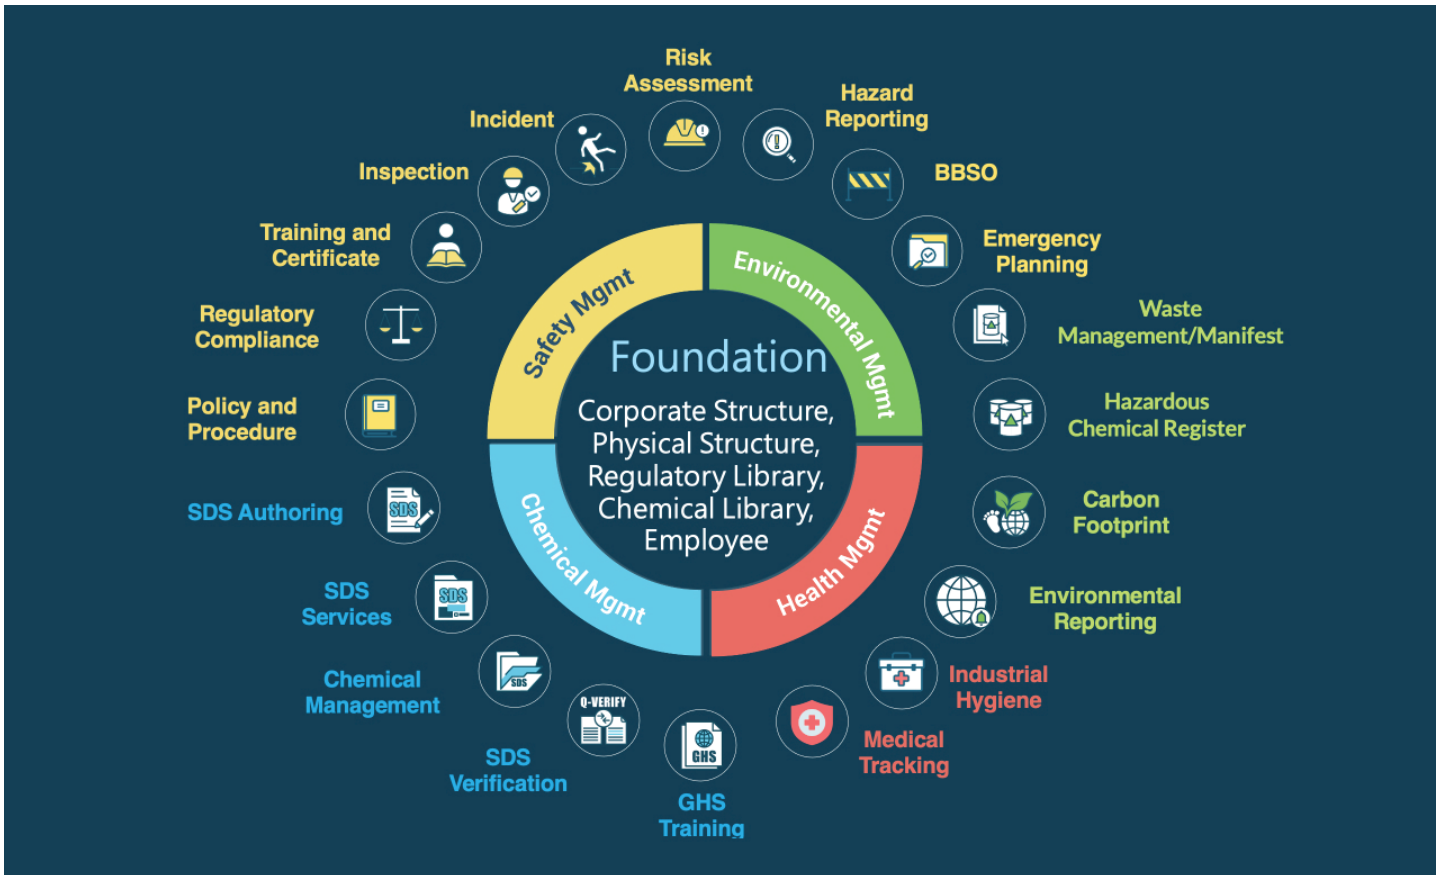 Risk
Assessment
Hazard
Reporting
Incident
BBSO
Inspection
Training and
Certificate
Emergency
Planning
Regulatory
Compliance
Waste
Management/Manifest
Policy and
Procedure
Hazardous
Chemical Register
SDS Authoring
SDS
Carbon
Footprint
SDS
Services
SDS
Environmental
Reporting
Chemical
Management
SDS
Industrial
Hygiene
SDS
Verification
Q-VERIFY
Medical
Tracking
GHS
GHS
Training
Safety Mgmt
Environmental Mgmt
Chemical Mgmt
Health Mgmt
Foundation
Corporate Structure,
Physical Structure,
Regulatory Library,
Chemical Library,
Employee